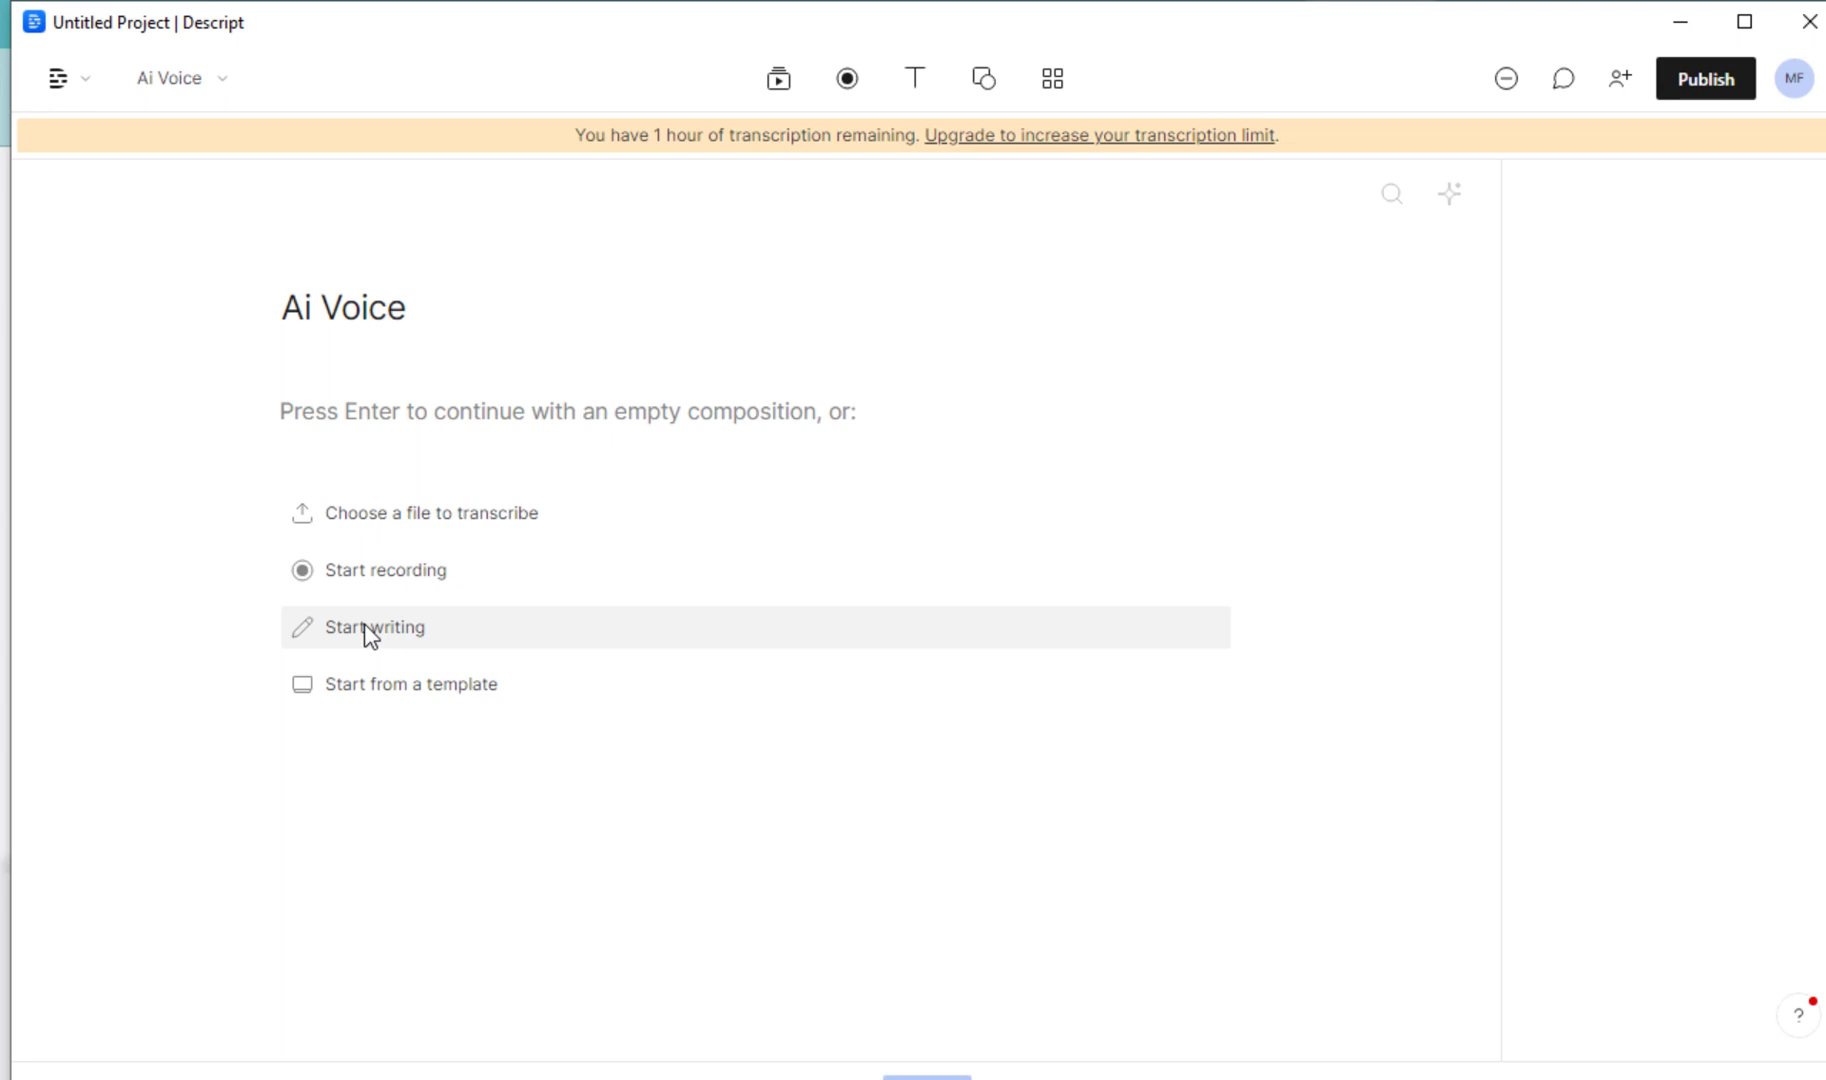 Untitled Project | Descript
Ai Voice
Publish
MF
You have 1 hour of transcription remaining. Upgrade to increase your transcription limit.
Ai Voice
Press Enter to continue with an empty composition, or:
Choose a file to transcribe
Start recording
Start writing
Start from a template
?